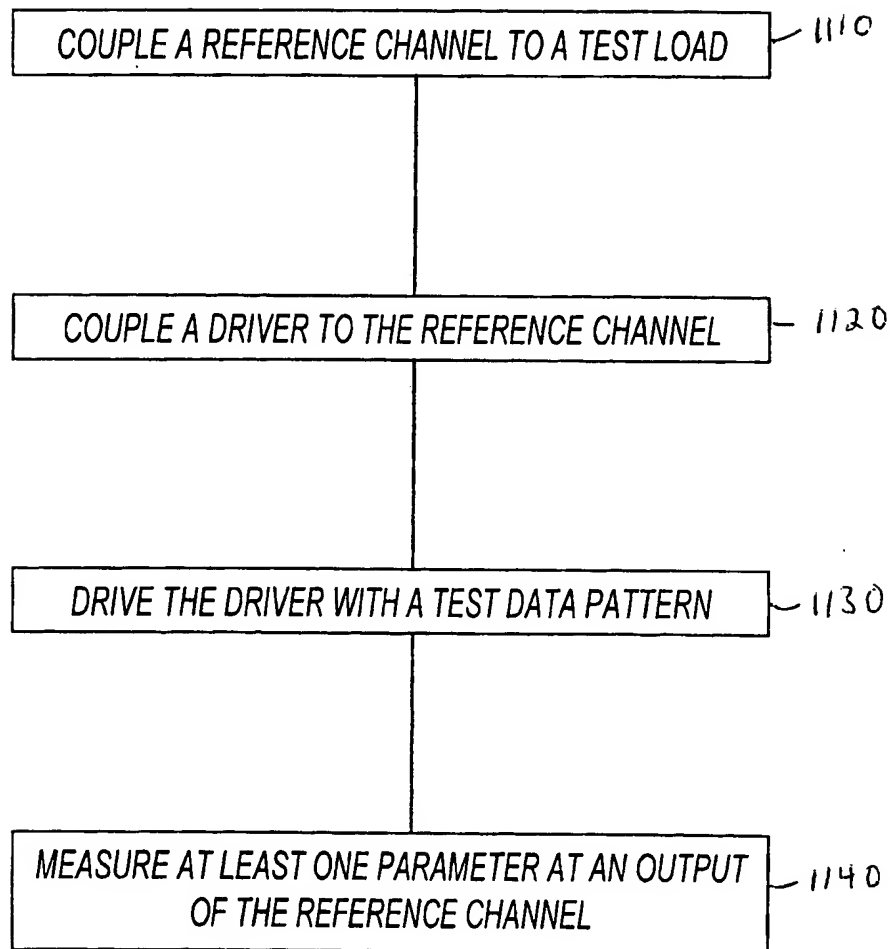 COUPLE A REFERENCE CHANNEL TO A TEST LOAD 1110
COUPLE A DRIVER TO THE REFERENCE CHANNEL 1120
DRIVE THE DRIVER WITH A TEST DATA PATTERN 1130
MEASURE AT LEAST ONE PARAMETER AT AN OUTPUT
OF THE REFERENCE CHANNEL 1140